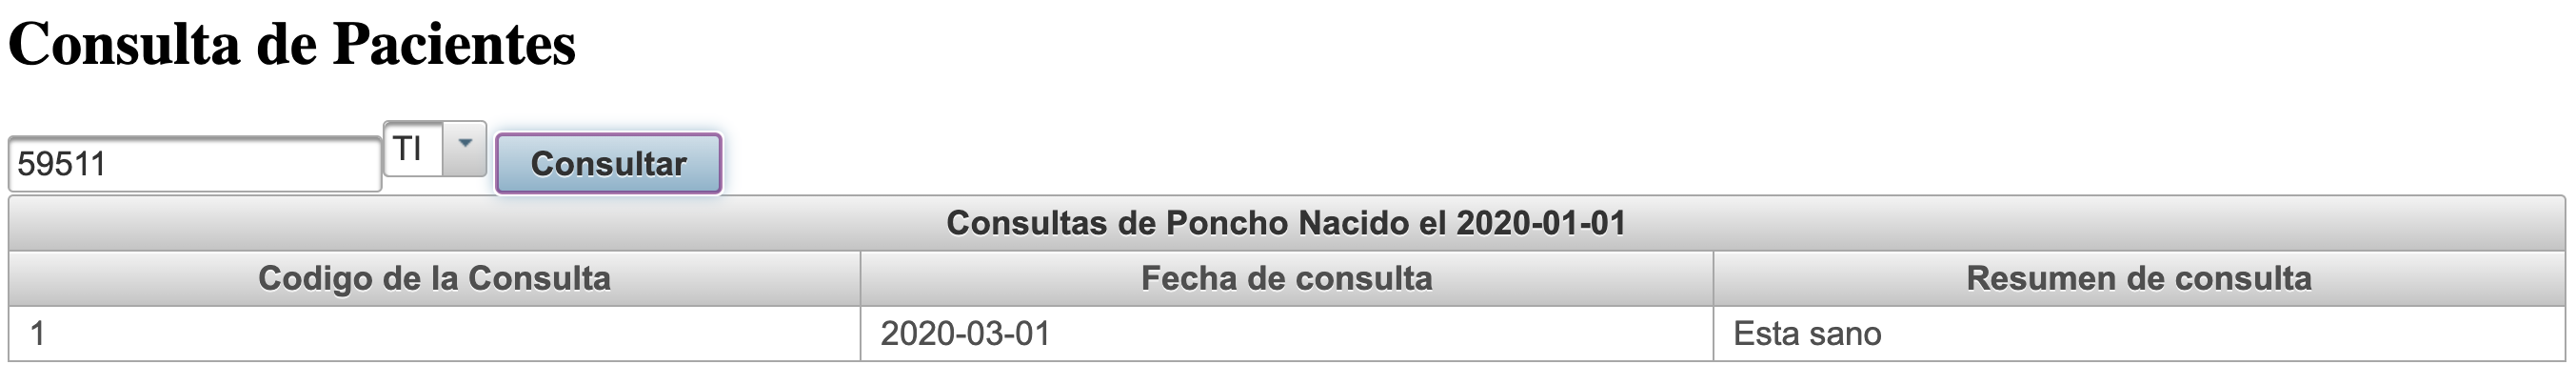 Consulta de Pacientes
59511 TI Consultar
Consultas de Poncho Nacido el 2020-01-01
Codigo de la Consulta Fecha de consulta Resumen de consulta
1 2020-03-01 Esta sano